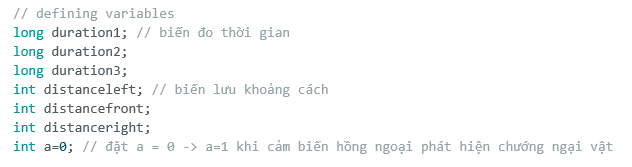 // defining variables
long duration1; // biến đo thời gian
long duration2;
long duration3;
int distanceleft; // biến lưu khoảng cách
int distancefront;
int distanceright;
int a=0; // đặt a = 0 -> a=1 khi cảm biến hồng ngoại phát hiện chướng ngại vật